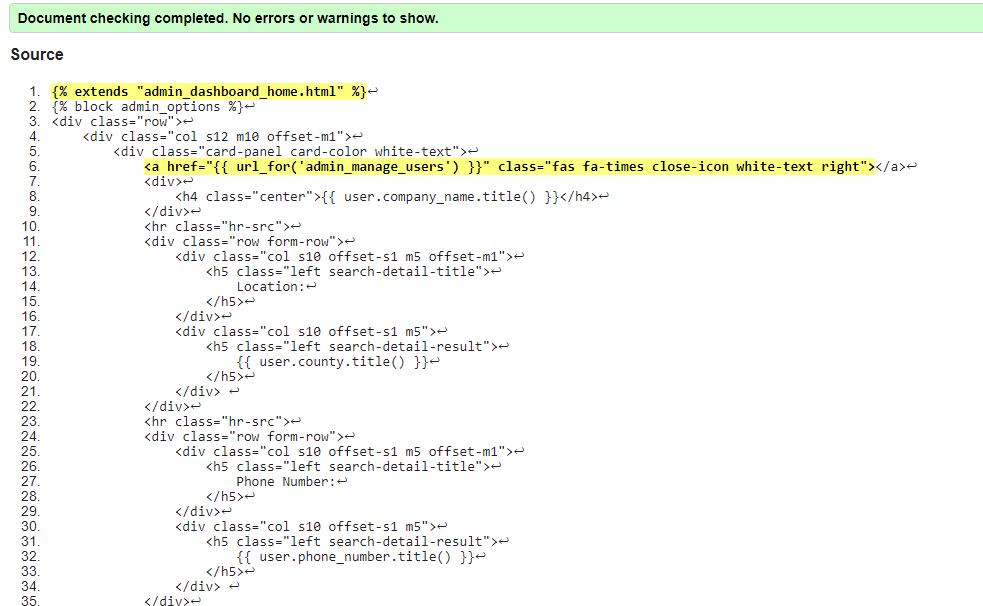 Document checking completed. No errors or warnings to show.
Source
1. {% extends "admin_dashboard_home.html" %}↩
2. {% block admin_options %}↩
3. <div class="row">↩
4. <div class="col s12 m10 offset-m1">↩
5. <div class="card-panel card-color white-text">↩
6. <a href="{{ url_for('admin_manage_users') }}" class="fas fa-times close-icon white-text right"></a>↩
7. <div>↩
8. <h4 class="center">{{ user.company_name.title() }}</h4>↩
9. </div>↩
10. <hr class="hr-src">↩
11. <div class="row form-row">↩
12. <div class="col s10 offset-s1 m5 offset-m1">↩
13. <h5 class="left search-detail-title">↩
14. Location:↩
15. </h5>↩
16. </div>↩
17. <div class="col s10 offset-s1 m5">↩
18. <h5 class="left search-detail-result">↩
19. {{ user.county.title() }}↩
20. </h5>↩
21. </div> ↩
22. </div>↩
23. <hr class="hr-src">↩
24. <div class="row form-row">↩
25. <div class="col s10 offset-s1 m5 offset-m1">↩
26. <h5 class="left search-detail-title">↩
27. Phone Number:↩
28. </h5>↩
29. </div>↩
30. <div class="col s10 offset-s1 m5">↩
31. <h5 class="left search-detail-result">↩
32. {{ user.phone_number.title() }}↩
33. </h5>↩
34. </div> ↩
35. </div>↩